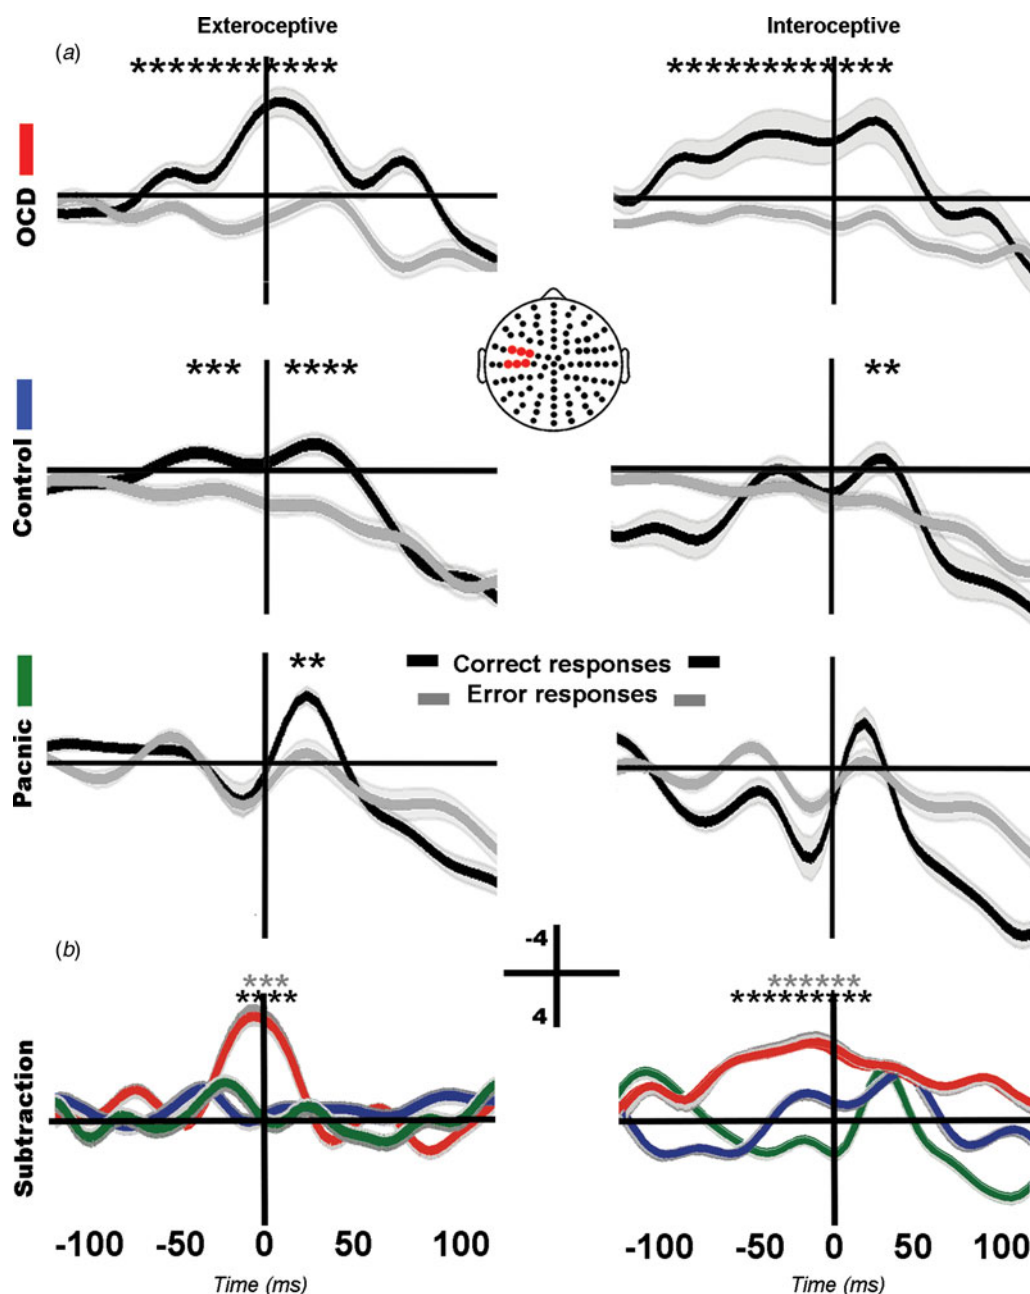 Exteroceptive
Interoceptive
(a)
***********
************
OCD
*** ****
**
Control
**
Correct responses
Error responses
Pacnic
(b)
-4
4
***
****
******
*********
Subtraction
-100 -50 0 50 100
-100 -50 0 50 100
Time (ms)
Time (ms)